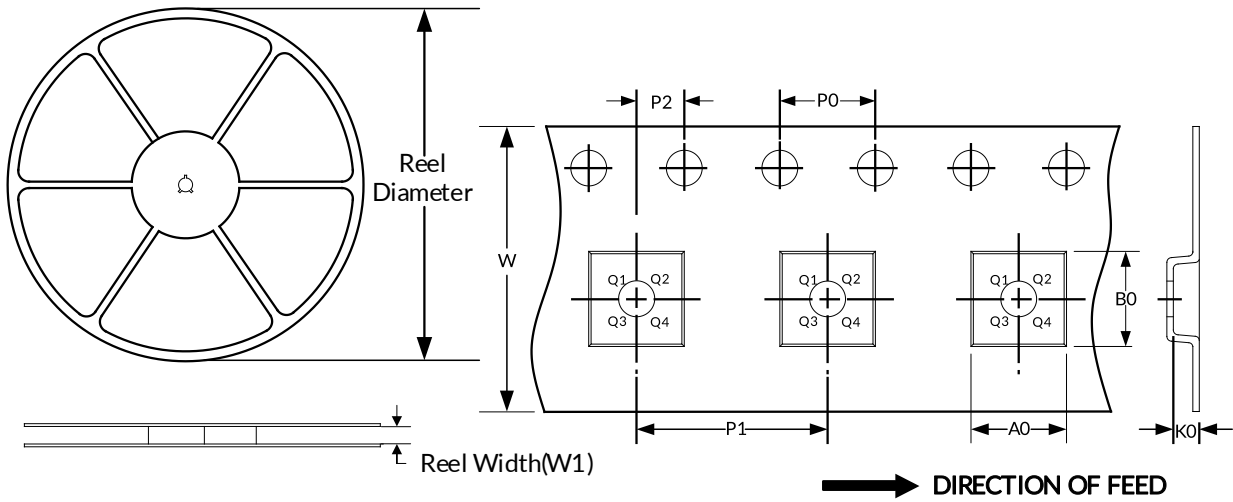 P2
P0
Reel
Diameter
W
Q1 Q2
Q3 Q4
Q1 Q2
Q3 Q4
Q1 Q2
Q3 Q4
B0
P1
A0
K0
Reel Width(W1)
DIRECTION OF FEED